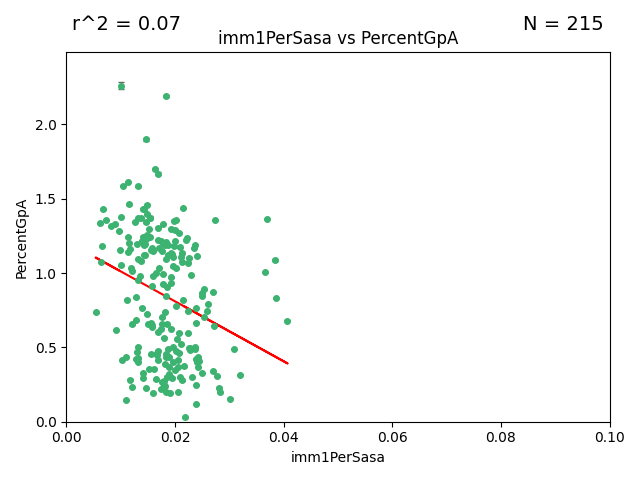 r^2 = 0.07
N = 215
imm1PerSasa vs PercentGpA
PercentGpA
2.0
1.5
1.0
0.5
0.0
0.00 0.02 0.04 0.06 0.08 0.10
imm1PerSasa